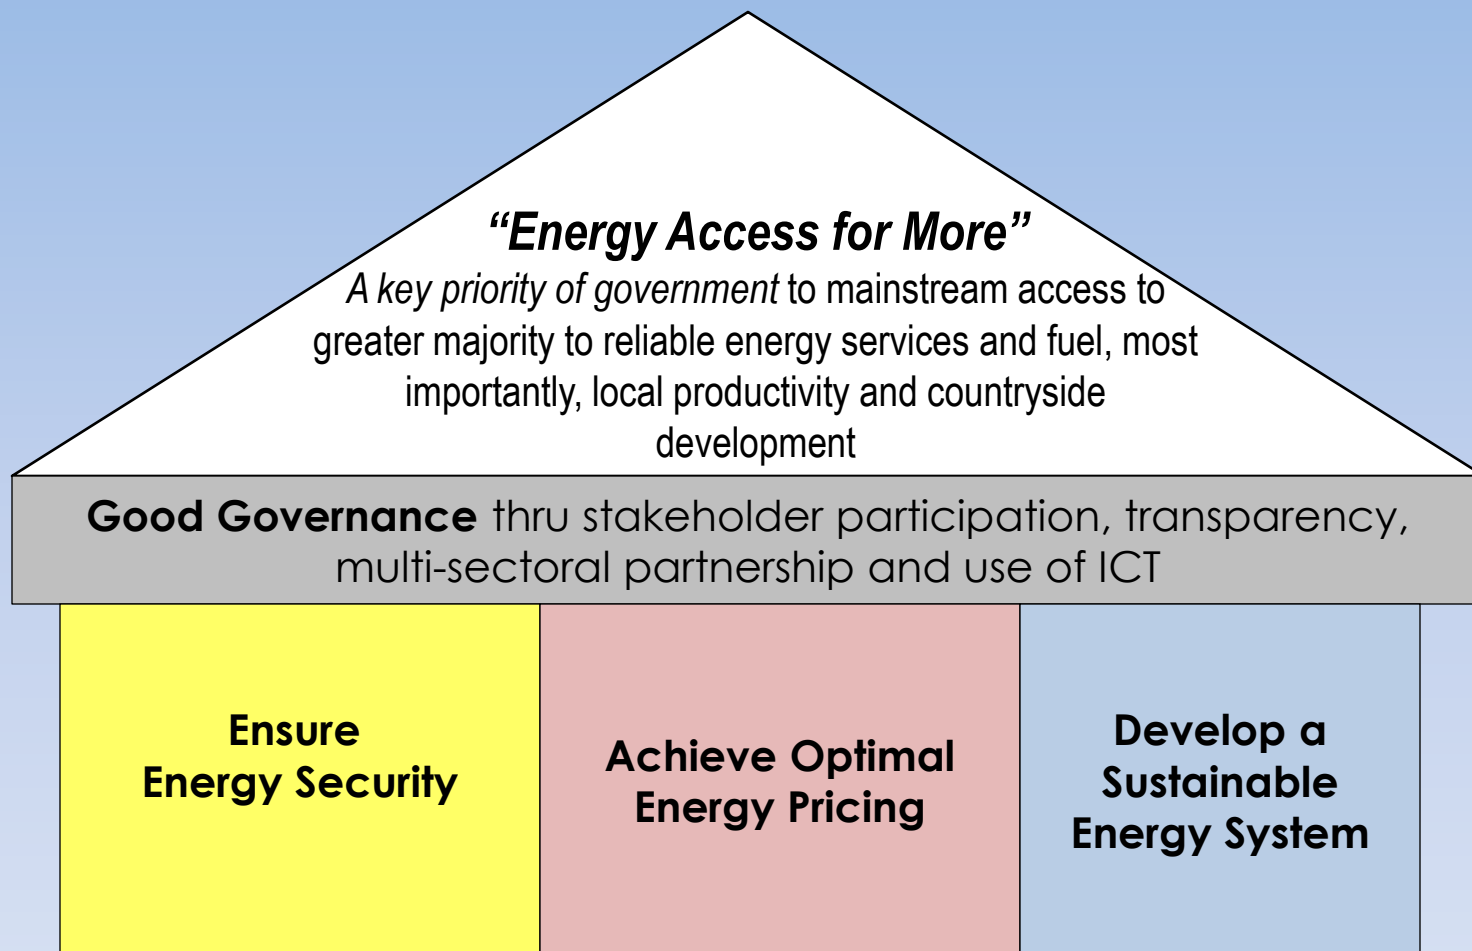 “Energy Access for More”
A key priority of government to mainstream access to
greater majority to reliable energy services and fuel, most
importantly, local productivity and countryside
development
Good Governance thru stakeholder participation, transparency,
multi-sectoral partnership and use of ICT
Ensure
Energy Security
Achieve Optimal
Energy Pricing
Develop a
Sustainable
Energy System